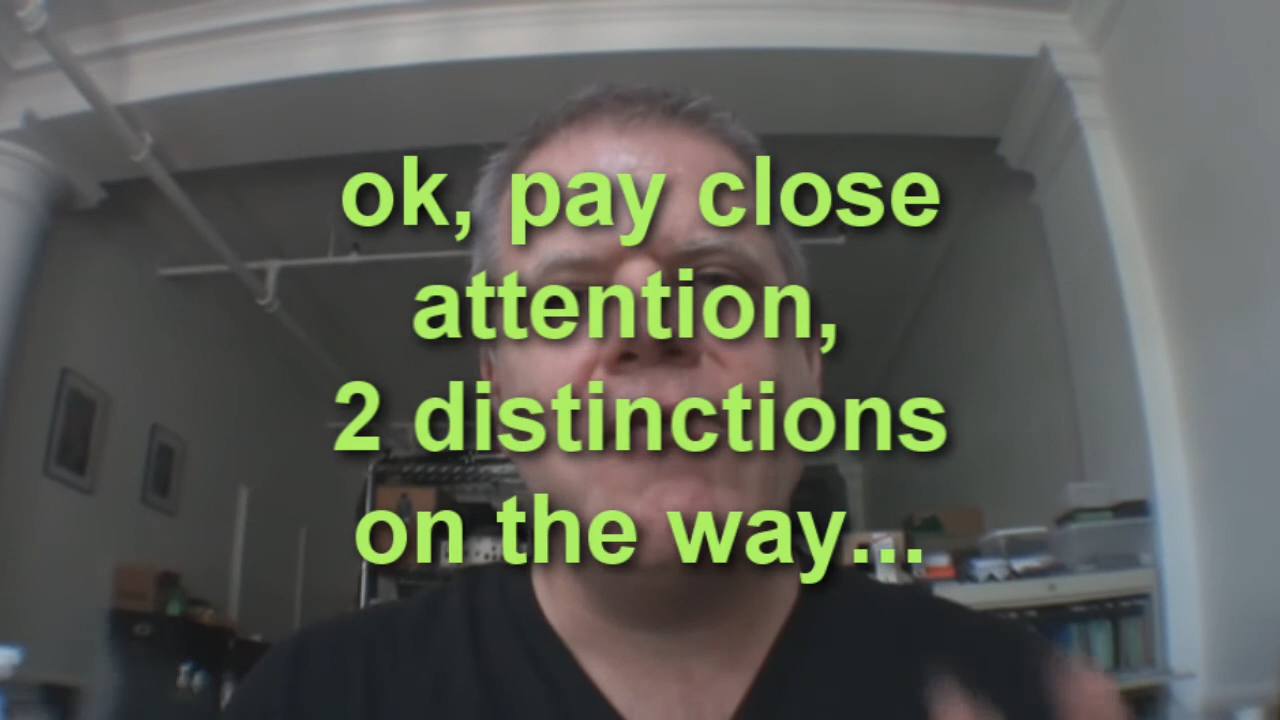 ok, pay close
attention,
2 distinctions
on the way...